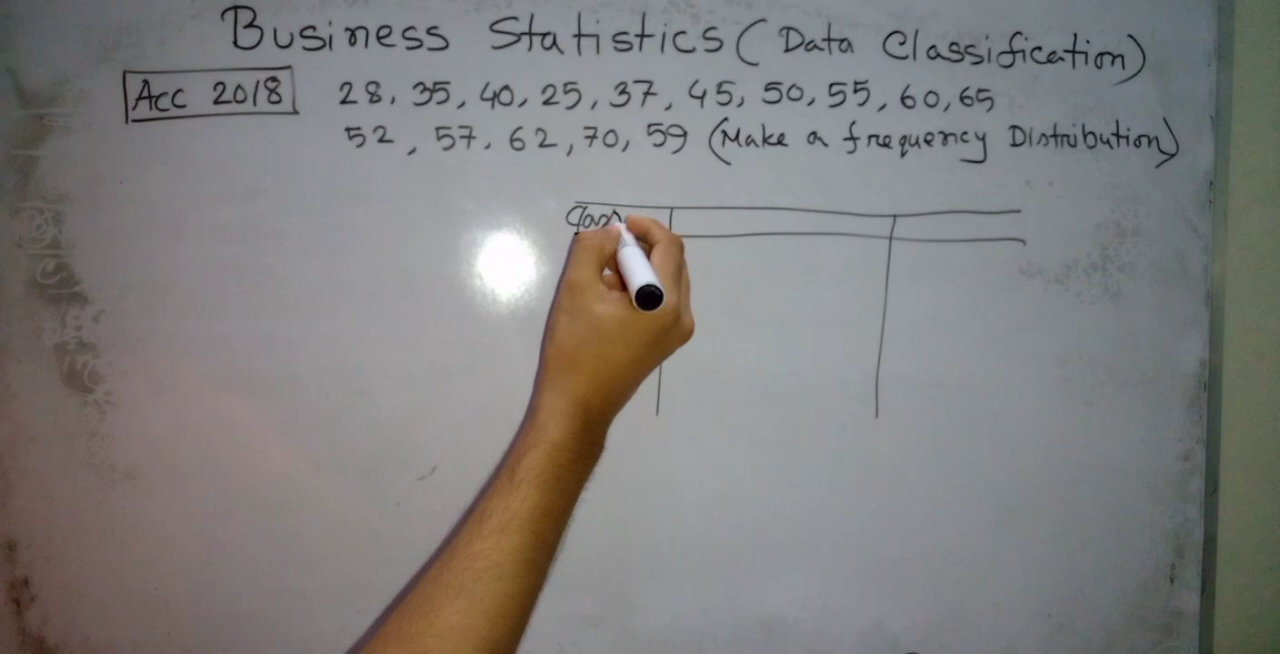 Business Statistics (Data Classification)
Acc 2018 28, 35, 40, 25, 37, 45, 50, 55, 60, 65
52, 57, 62, 70, 59 (Make a frequency Distribution)
Class